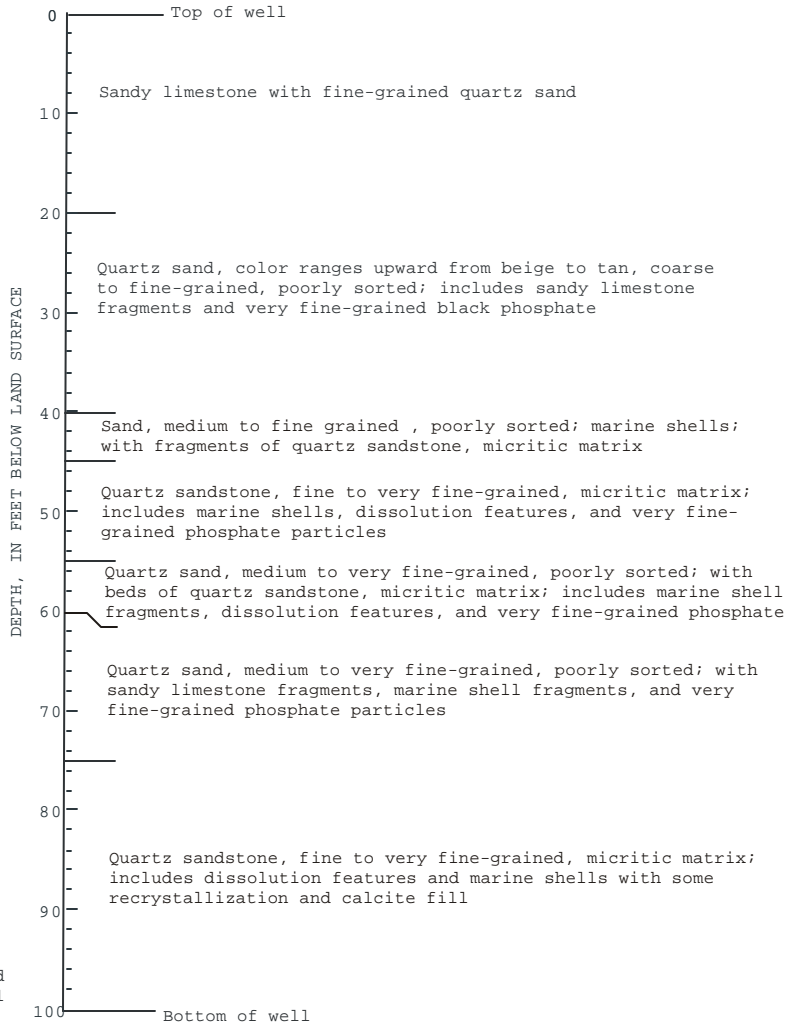 0
Top of well
Sandy limestone with fine-grained quartz sand
10
20
Quartz sand, color ranges upward from beige to tan, coarse
to fine-grained, poorly sorted; includes sandy limestone
fragments and very fine-grained black phosphate
30
DEPTH, IN FEET BELOW LAND SURFACE
40
Sand, medium to fine grained , poorly sorted; marine shells;
with fragments of quartz sandstone, micritic matrix
Quartz sandstone, fine to very fine-grained, micritic matrix;
includes marine shells, dissolution features, and very fine-
grained phosphate particles
50
Quartz sand, medium to very fine-grained, poorly sorted; with
beds of quartz sandstone, micritic matrix; includes marine shell
fragments, dissolution features, and very fine-grained phosphate
60
Quartz sand, medium to very fine-grained, poorly sorted; with
sandy limestone fragments, marine shell fragments, and very
fine-grained phosphate particles
70
80
Quartz sandstone, fine to very fine-grained, micritic matrix;
includes dissolution features and marine shells with some
recrystallization and calcite fill
90
100
Bottom of well